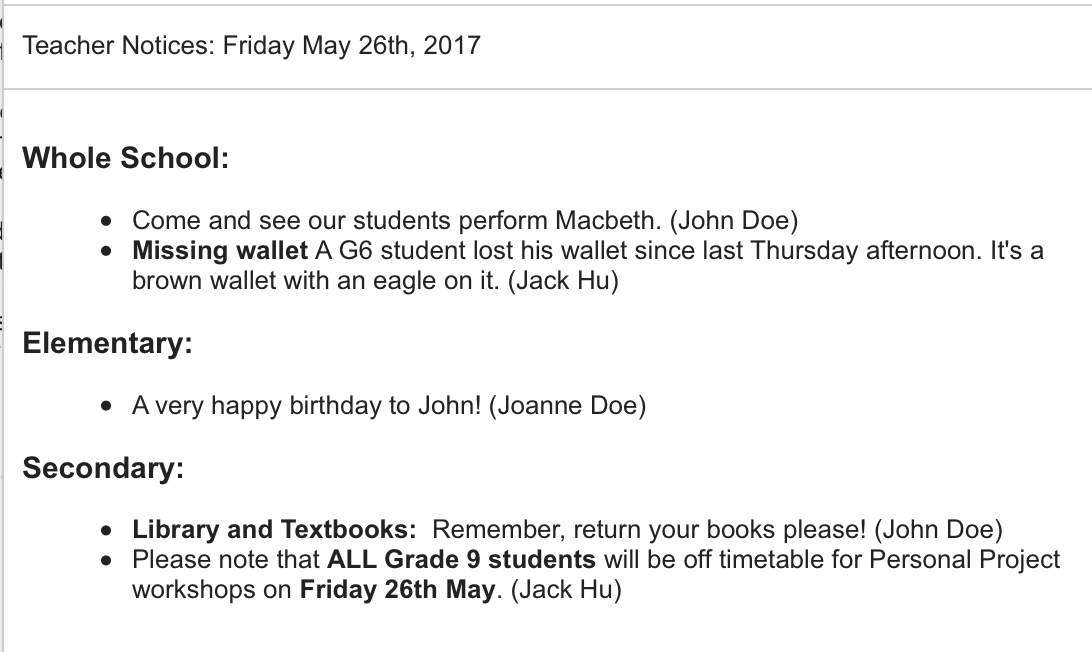 Teacher Notices: Friday May 26th, 2017
Whole School:
• Come and see our students perform Macbeth. (John Doe)
• Missing wallet A G6 student lost his wallet since last Thursday afternoon. It's a
brown wallet with an eagle on it. (Jack Hu)
Elementary:
• A very happy birthday to John! (Joanne Doe)
Secondary:
• Library and Textbooks:  Remember, return your books please! (John Doe)
• Please note that ALL Grade 9 students will be off timetable for Personal Project
workshops on Friday 26th May. (Jack Hu)